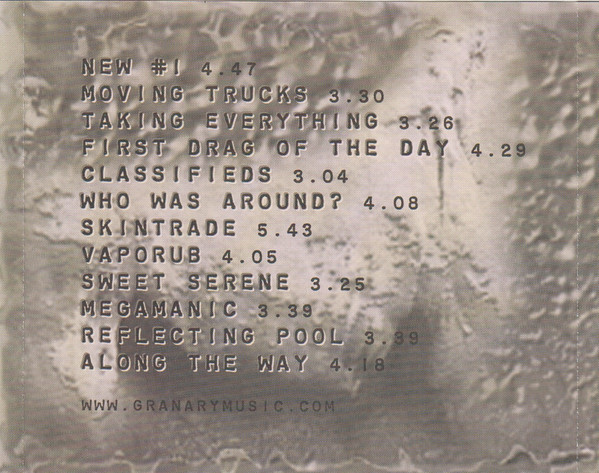 NEW #1 4.47
MOVING TRUCKS 3.30
TAKING EVERYTHING 3.26
FIRST DRAG OF THE DAY 4.29
CLASSIFIEDS 3.04
WHO WAS AROUND? 4.08
SKINTRADE 5.43
VAPORUB 4.05
SWEET SERENE 3.25
MEGAMANIC 3.39
REFLECTING POOL 3.39
ALONG THE WAY 4.18
WWW.GRANARYMUSIC.COM